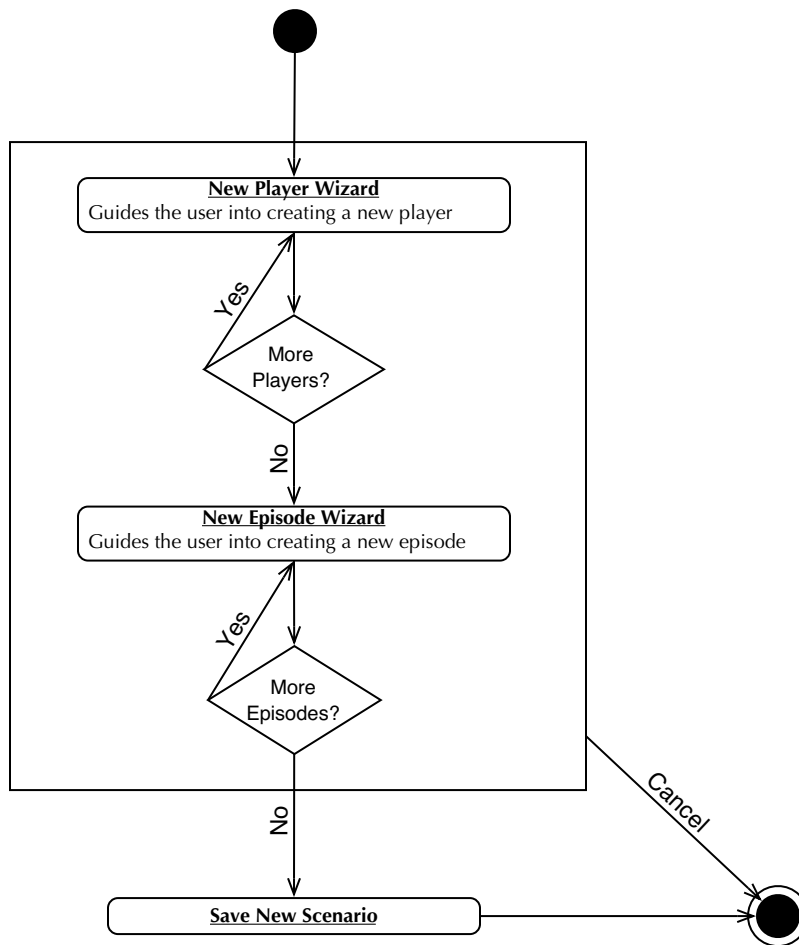 New Player Wizard
Guides the user into creating a new player
Yes
More
Players?
No
New Episode Wizard
Guides the user into creating a new episode
Yes
More
Episodes?
No
Cancel
Save New Scenario